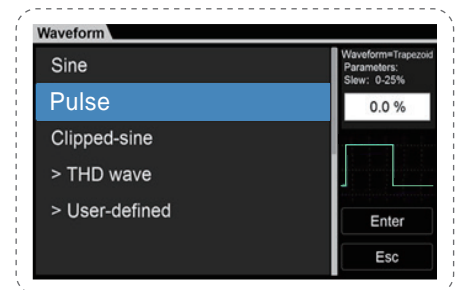 Waveform
Sine
Pulse
Clipped-sine
> THD wave
> User-defined
Waveform=Trapezoid
Parameters:
Slew: 0-25%
0.0 %
Enter
Esc